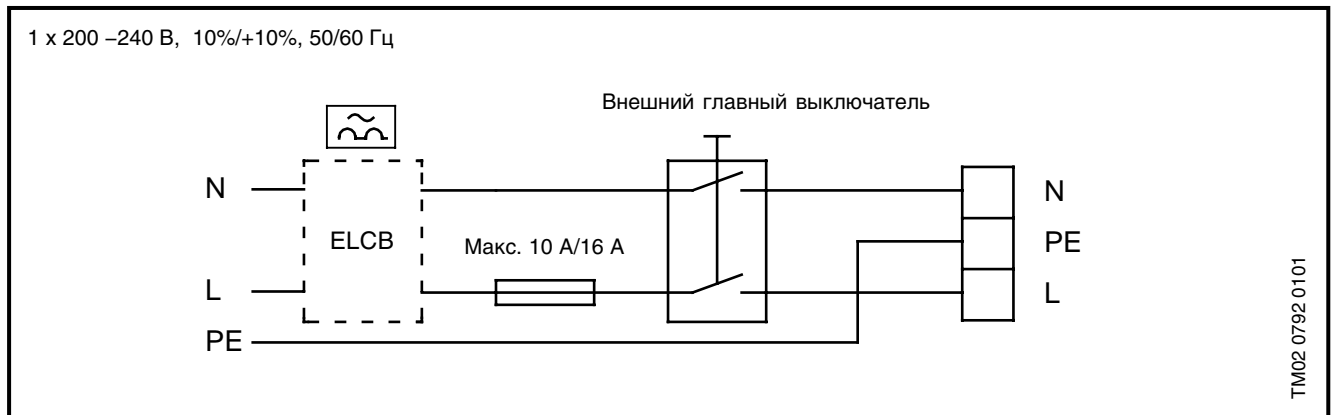 1 x 200 –240 В,  10%/+10%, 50/60 Гц
Внешний главный выключатель
N
N
ELCB
Макс. 10 А/16 А
PE
L
L
PE
TM02 0792 0101